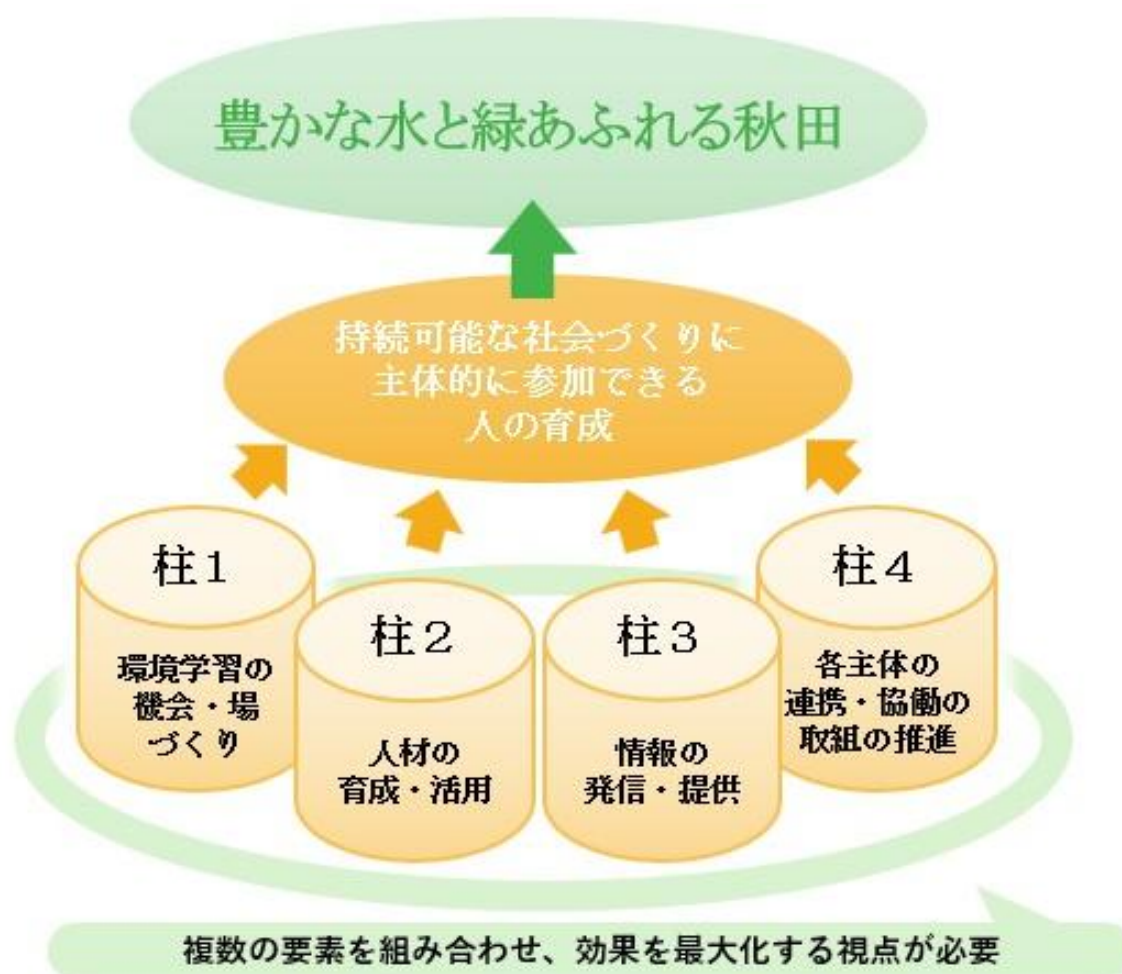 豊かな水と緑あふれる秋田
持続可能な社会づくりに
主体的に参加できる
人の育成
柱１
環境学習の
機会・場
づくり
柱２
人材の
育成・活用
柱３
情報の
発信・提供
柱４
各主体の
連携・協働の
取組の推進
複数の要素を組み合わせ、効果を最大化する視点が必要